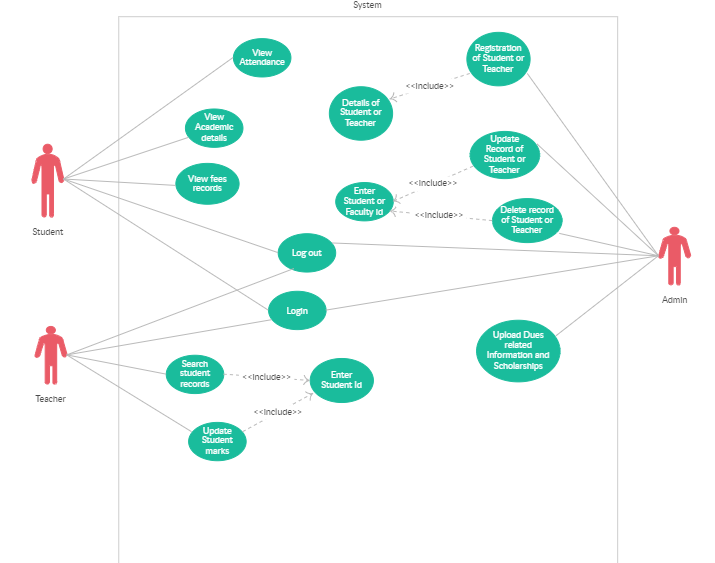 System
View
Attendance
Registration
of Student or
Teacher
<<Include>>
Details of
Student or
Teacher
View
Academic
details
Update
Record of
Student or
Teacher
View fees
records
<<Include>>
Enter
Student or
Faculty Id
<<Include>>
Delete record
of Student or
Teacher
Student
Log out
Admin
Login
Upload Dues
related
Information and
Scholarships
Teacher
Search
student
records
<<Include>>
Enter
Student Id
<<Include>>
Update
Student
marks